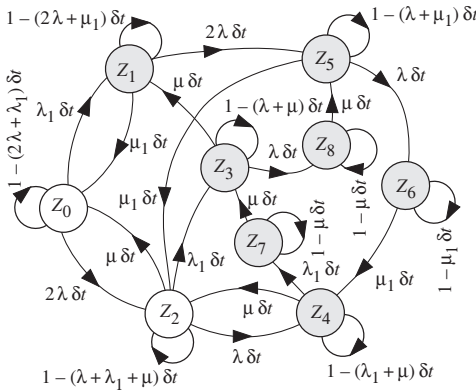 1-(2λ+μ₁) δt
1-(λ+μ₁) δt
2λ δt
Z₁
Z₅
λ δt
μ δt
1-(λ+μ) δt
μ δt
1-(2λ+λ₁) δt
λ₁ δt
μ₁ δt
Z₃
λ δt
Z₈
Z₆
μ₁ δt
μ δt
1-μ δt
Z₀
Z₇
1-μ δt
1-μ₁ δt
μ δt
λ₁ δt
λ₁ δt
μ₁ δt
2λ δt
Z₂
μ δt
Z₄
λ δt
1-(λ+λ₁+μ) δt
1-(λ₁+μ) δt